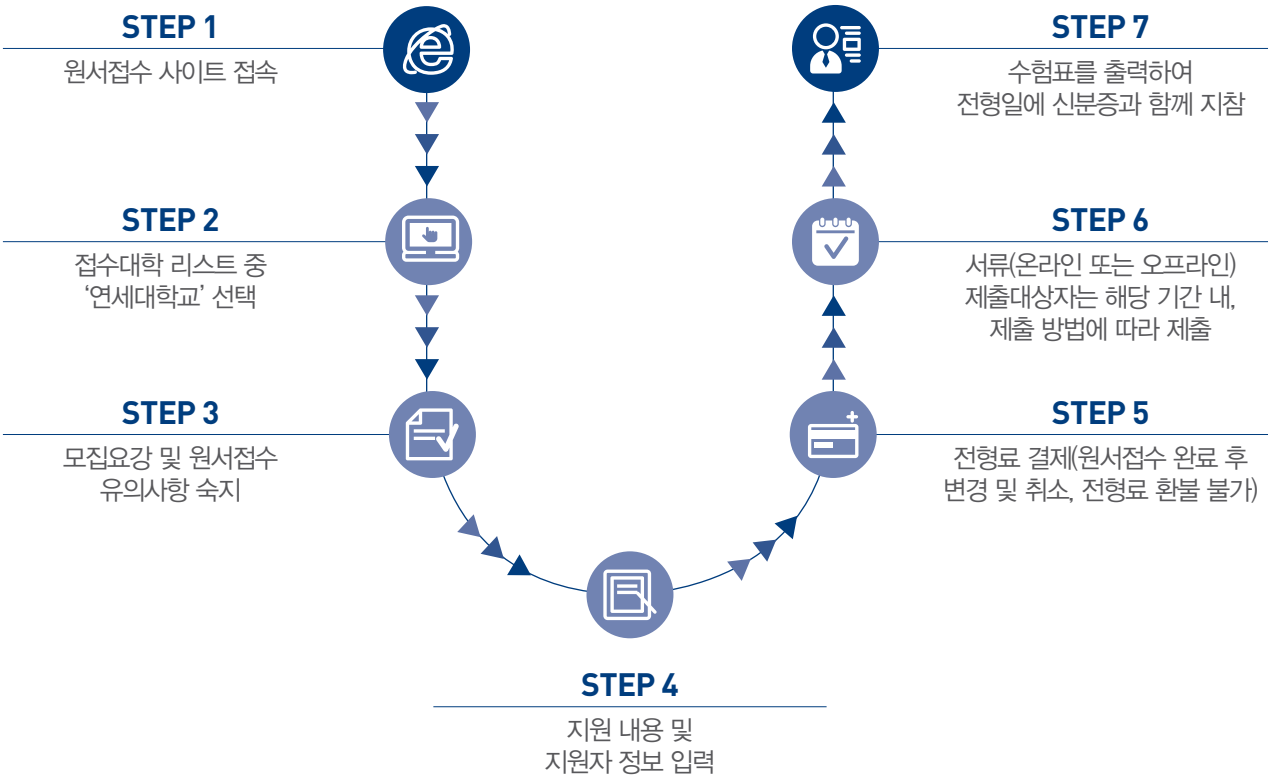 STEP 1
원서접수 사이트 접속
STEP 2
접수대학 리스트 중
‘연세대학교’ 선택
STEP 3
모집요강 및 원서접수
유의사항 숙지
STEP 4
지원 내용 및
지원자 정보 입력
STEP 5
전형료 결제(원서접수 완료 후
변경 및 취소, 전형료 환불 불가)
STEP 6
서류(온라인 또는 오프라인)
제출대상자는 해당 기간 내,
제출 방법에 따라 제출
STEP 7
수험표를 출력하여
전형일에 신분증과 함께 지참